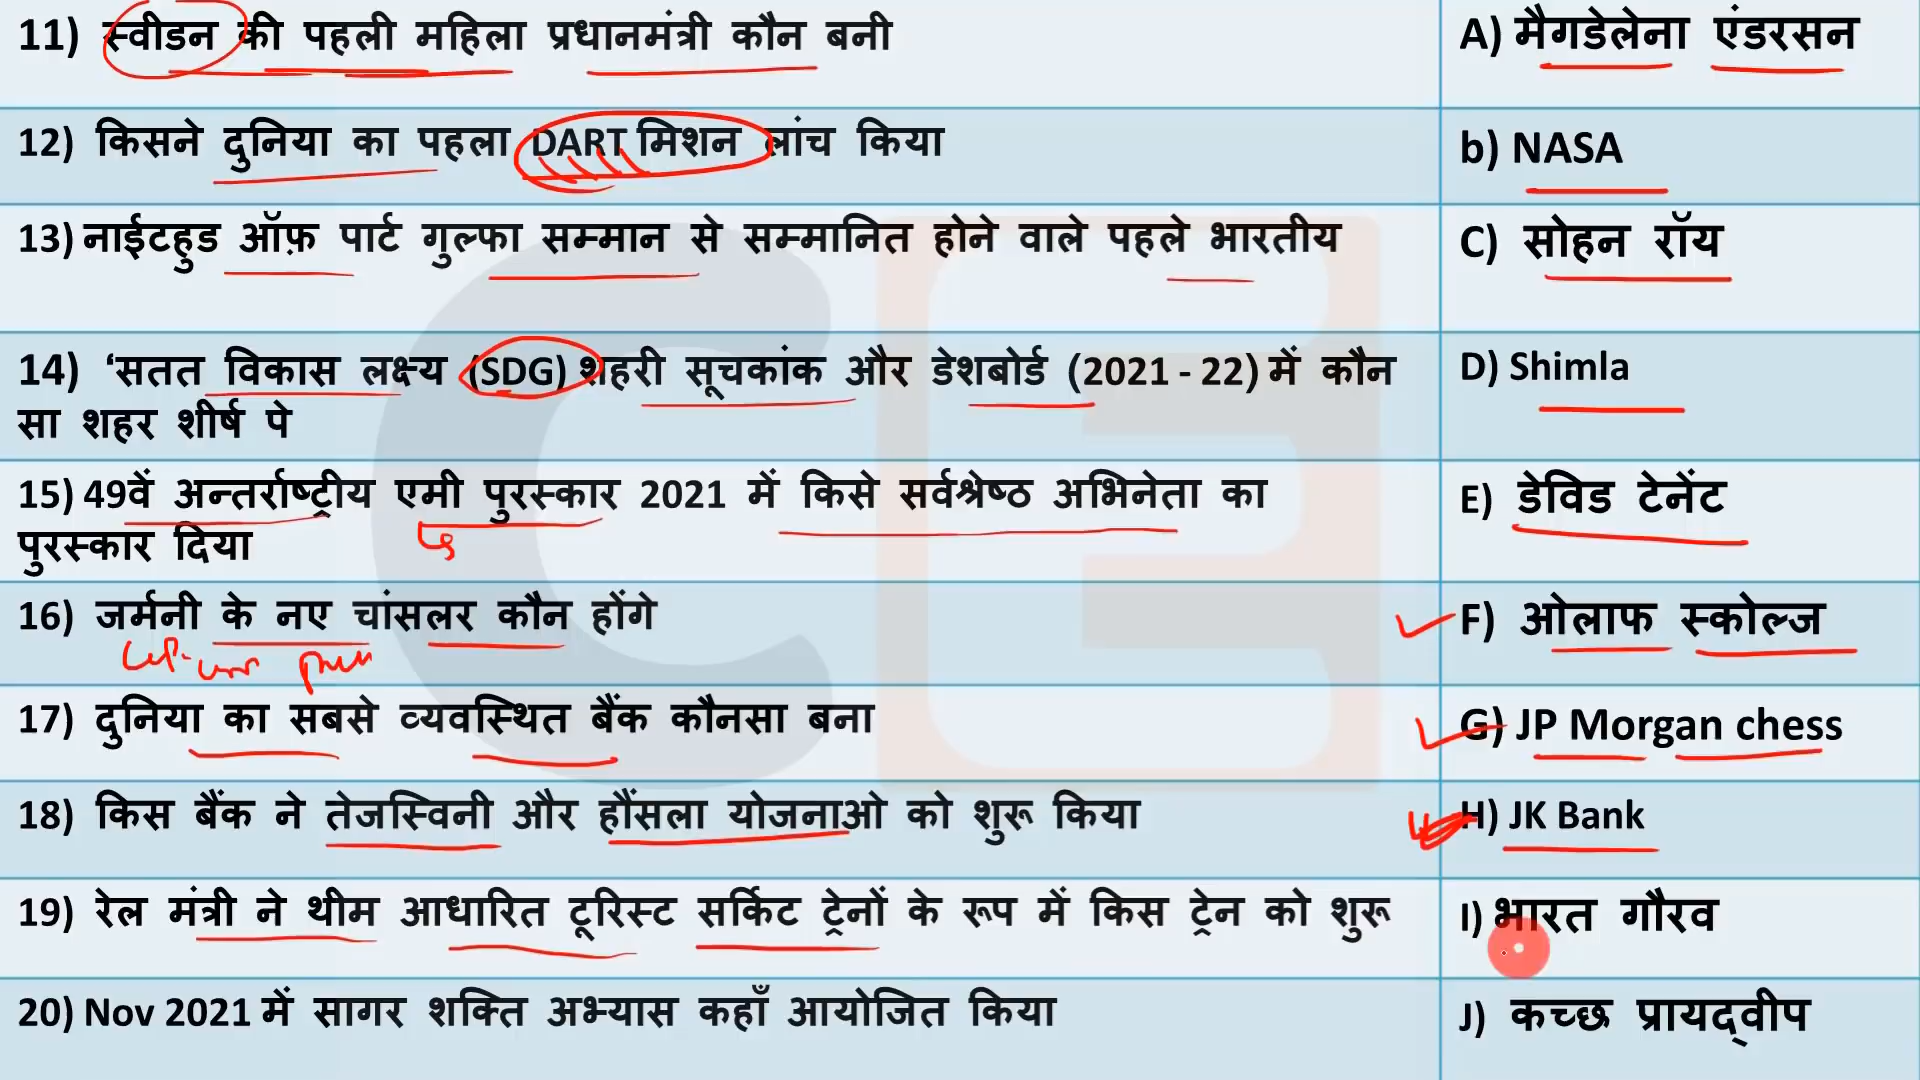 11) स्वीडन की पहली महिला प्रधानमंत्री कौन बनी
A) मैगडेलेना एंडरसन
12) किसने दुनिया का पहला DART मिशन लांच किया
b) NASA
13) नाईटहुड ऑफ़ पार्ट गुल्फा सम्मान से सम्मानित होने वाले पहले भारतीय
C) सोहन रॉय
14) ‘सतत विकास लक्ष्य (SDG) शहरी सूचकांक और डेशबोर्ड (2021 - 22) में कौन
सा शहर शीर्ष पे
D) Shimla
15) 49वें अन्तर्राष्ट्रीय एमी पुरस्कार 2021 में किसे सर्वश्रेष्ठ अभिनेता का
पुरस्कार दिया
E) डेविड टेनेंट
16) जर्मनी के नए चांसलर कौन होंगे
F) ओलाफ स्कोल्ज
17) दुनिया का सबसे व्यवस्थित बैंक कौनसा बना
G) JP Morgan chess
18) किस बैंक ने तेजस्विनी और हौंसला योजनाओ को शुरू किया
H) JK Bank
19) रेल मंत्री ने थीम आधारित टूरिस्ट सर्किट ट्रेनों के रूप में किस ट्रेन को शुरू
I) भारत गौरव
20) Nov 2021 में सागर शक्ति अभ्यास कहाँ आयोजित किया
J) कच्छ प्रायद्वीप
CE